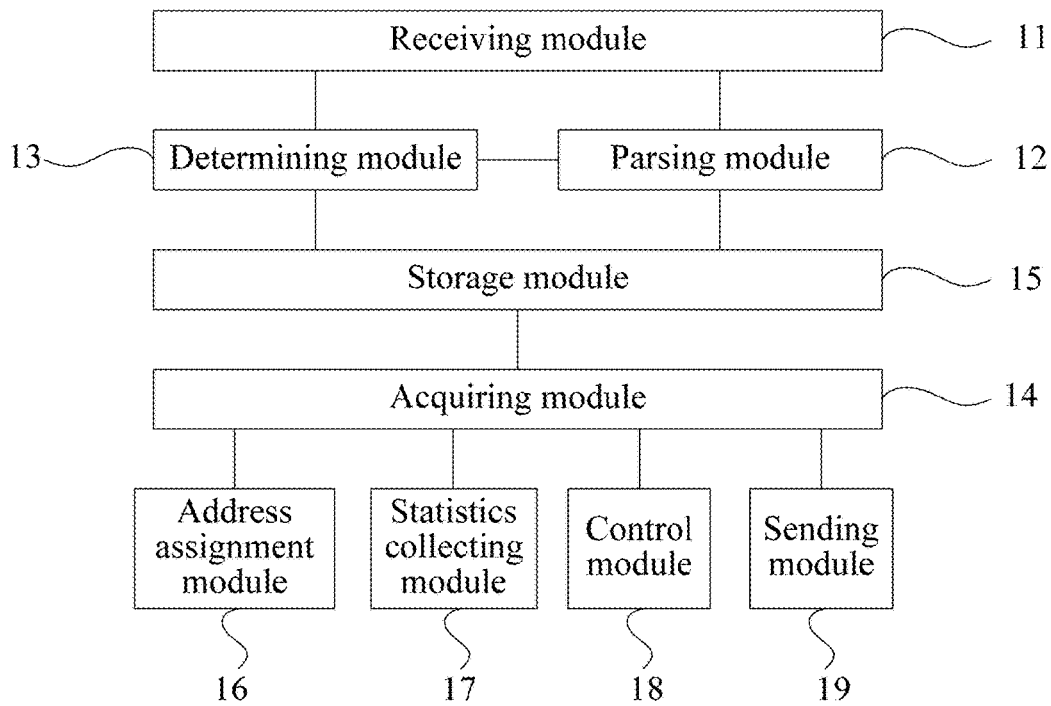 Receiving module
11
13
Determining module
Parsing module
12
Storage module
15
Acquiring module
14
Address
assignment
module
Statistics
collecting
module
Control
module
Sending
module
16
17
18
19